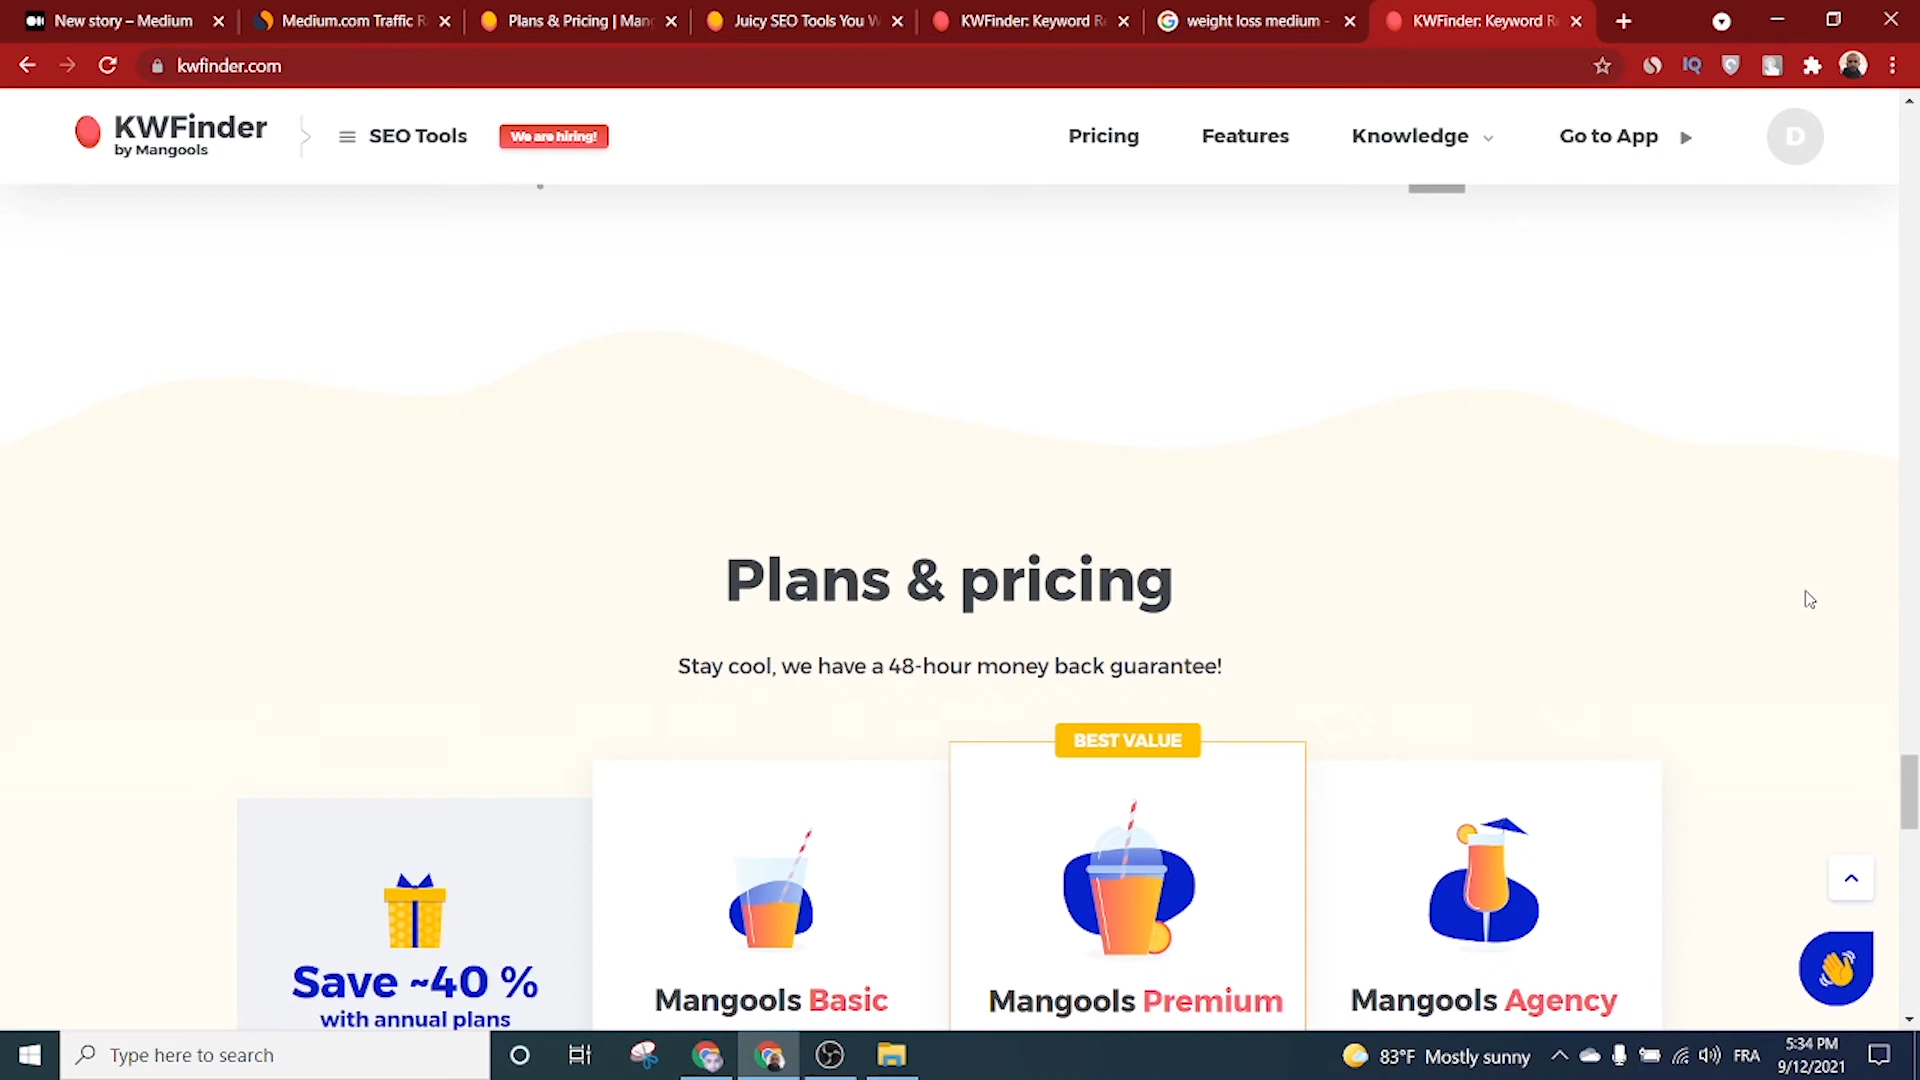 New story – Medium
Medium.com Traffic R
Plans & Pricing | Mang
Juicy SEO Tools You W
KWFinder: Keyword Re
weight loss medium -
KWFinder: Keyword Re
kwfinder.com
KWFinder
by Mangools
SEO Tools
We are hiring!
Pricing
Features
Knowledge
Go to App
D
Plans & pricing
Stay cool, we have a 48-hour money back guarantee!
BEST VALUE
Save ~40 %
with annual plans
Mangools Basic
Mangools Premium
Mangools Agency
Type here to search
83°F Mostly sunny
FRA
5:34 PM
9/12/2021